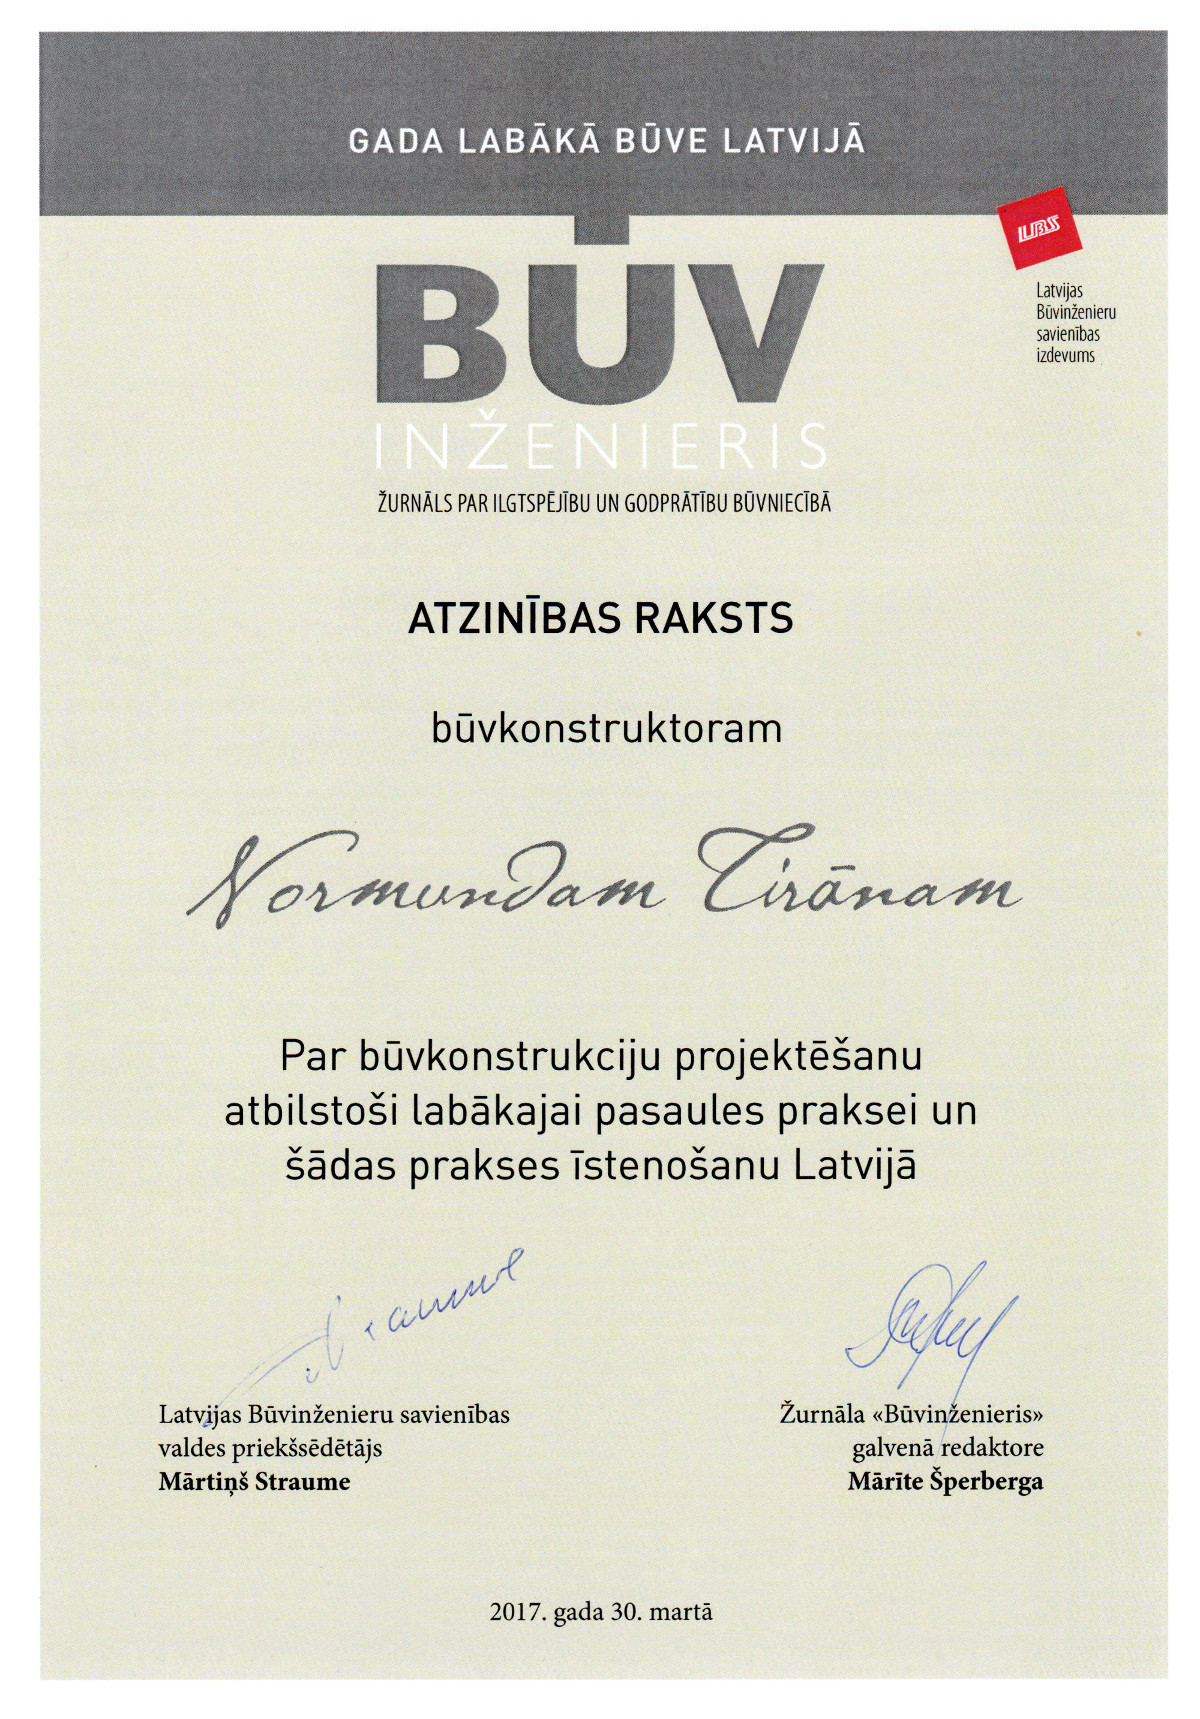 GADA LABĀKĀ BŪVE LATVIJĀ
LBS
Latvijas
Būvinženieru
savienības
izdevums
BŪV
INŽENIERIS
ŽURNĀLS PAR ILGTSPĒJĪBU UN GODPRĀTĪBU BŪVNIECĪBĀ
ATZINĪBAS RAKSTS
būvkonstruktoram
Normundam Tirānam
Par būvkonstrukciju projektēšanu
atbilstoši labākajai pasaules praksei un
šādas prakses īstenošanu Latvijā
Latvijas Būvinženieru savienības
valdes priekšsēdētājs
Mārtiņš Straume
Žurnāla «Būvinženieris»
galvenā redaktore
Mārīte Šperberga
2017. gada 30. martā